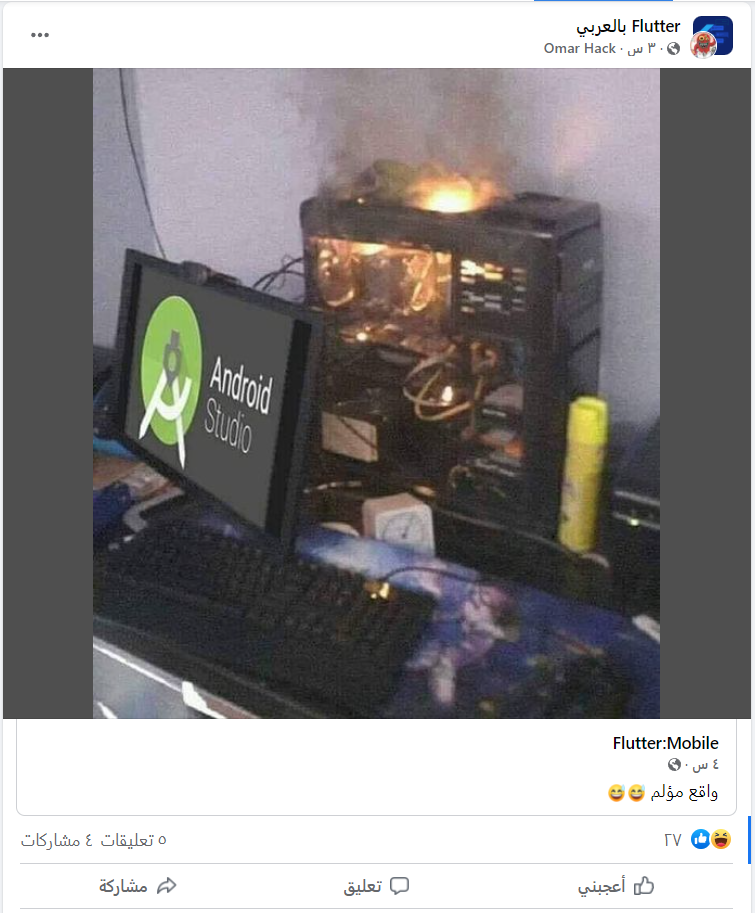 Flutter بالعربي
Omar Hack · ٣ س ·
Android
Studio
Flutter:Mobile
٤ س ·
واقع مؤلم 😅😅
٢٧
٥ تعليقات ٤ مشاركات
أعجبني
تعليق
مشاركة